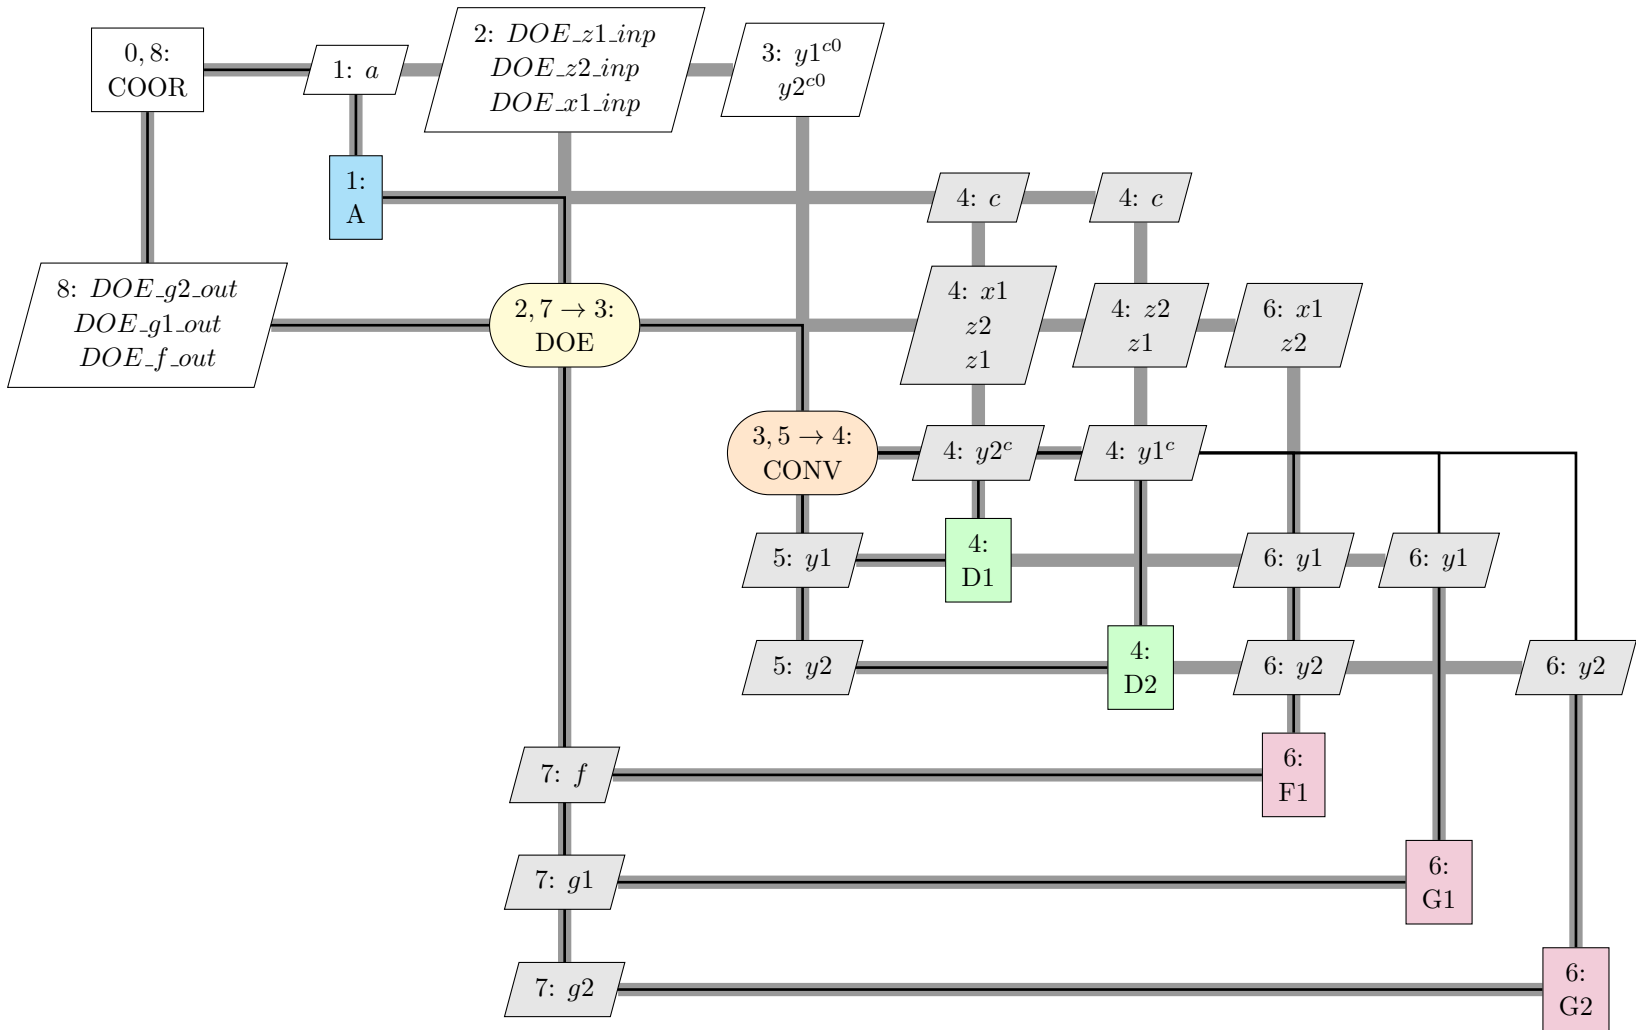 0, 8:
COOR
1: a
2: DOE_z1_inp
DOE_z2_inp
DOE_x1_inp
3: y1^{c0}
y2^{c0}
1:
A
4: c
4: c
8: DOE_g2_out
DOE_g1_out
DOE_f_out
2, 7 → 3:
DOE
4: x1
z2
z1
4: z2
z1
6: x1
z2
3, 5 → 4:
CONV
4: y2^c
4: y1^c
5: y1
4:
D1
6: y1
6: y1
5: y2
4:
D2
6: y2
6: y2
7: f
6:
F1
7: g1
6:
G1
7: g2
6:
G2